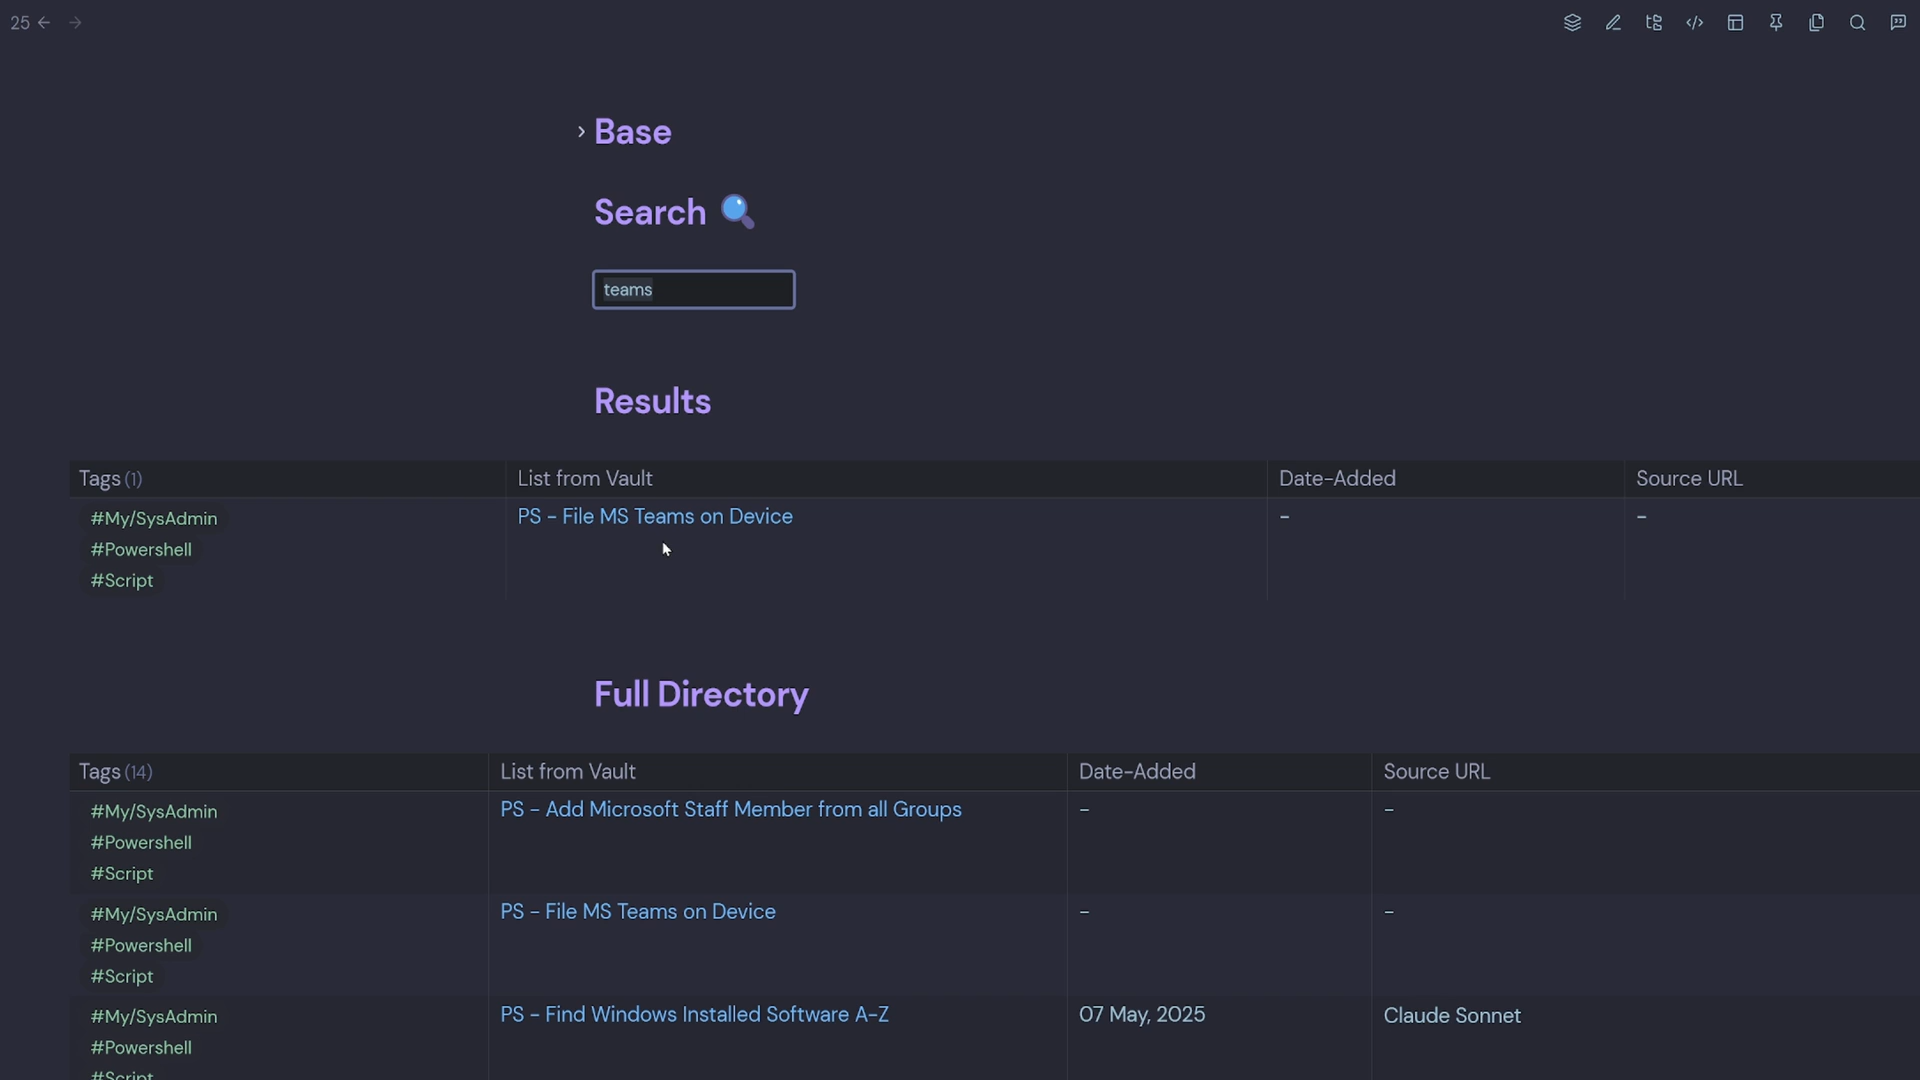 25
Base
Search
teams
Results
Tags (1) List from Vault Date-Added Source URL
#My/SysAdmin PS - File MS Teams on Device - -
#Powershell
#Script
Full Directory
Tags (14) List from Vault Date-Added Source URL
#My/SysAdmin PS - Add Microsoft Staff Member from all Groups - -
#Powershell
#Script
#My/SysAdmin PS - File MS Teams on Device - -
#Powershell
#Script
#My/SysAdmin PS - Find Windows Installed Software A-Z 07 May, 2025 Claude Sonnet
#Powershell
#Script